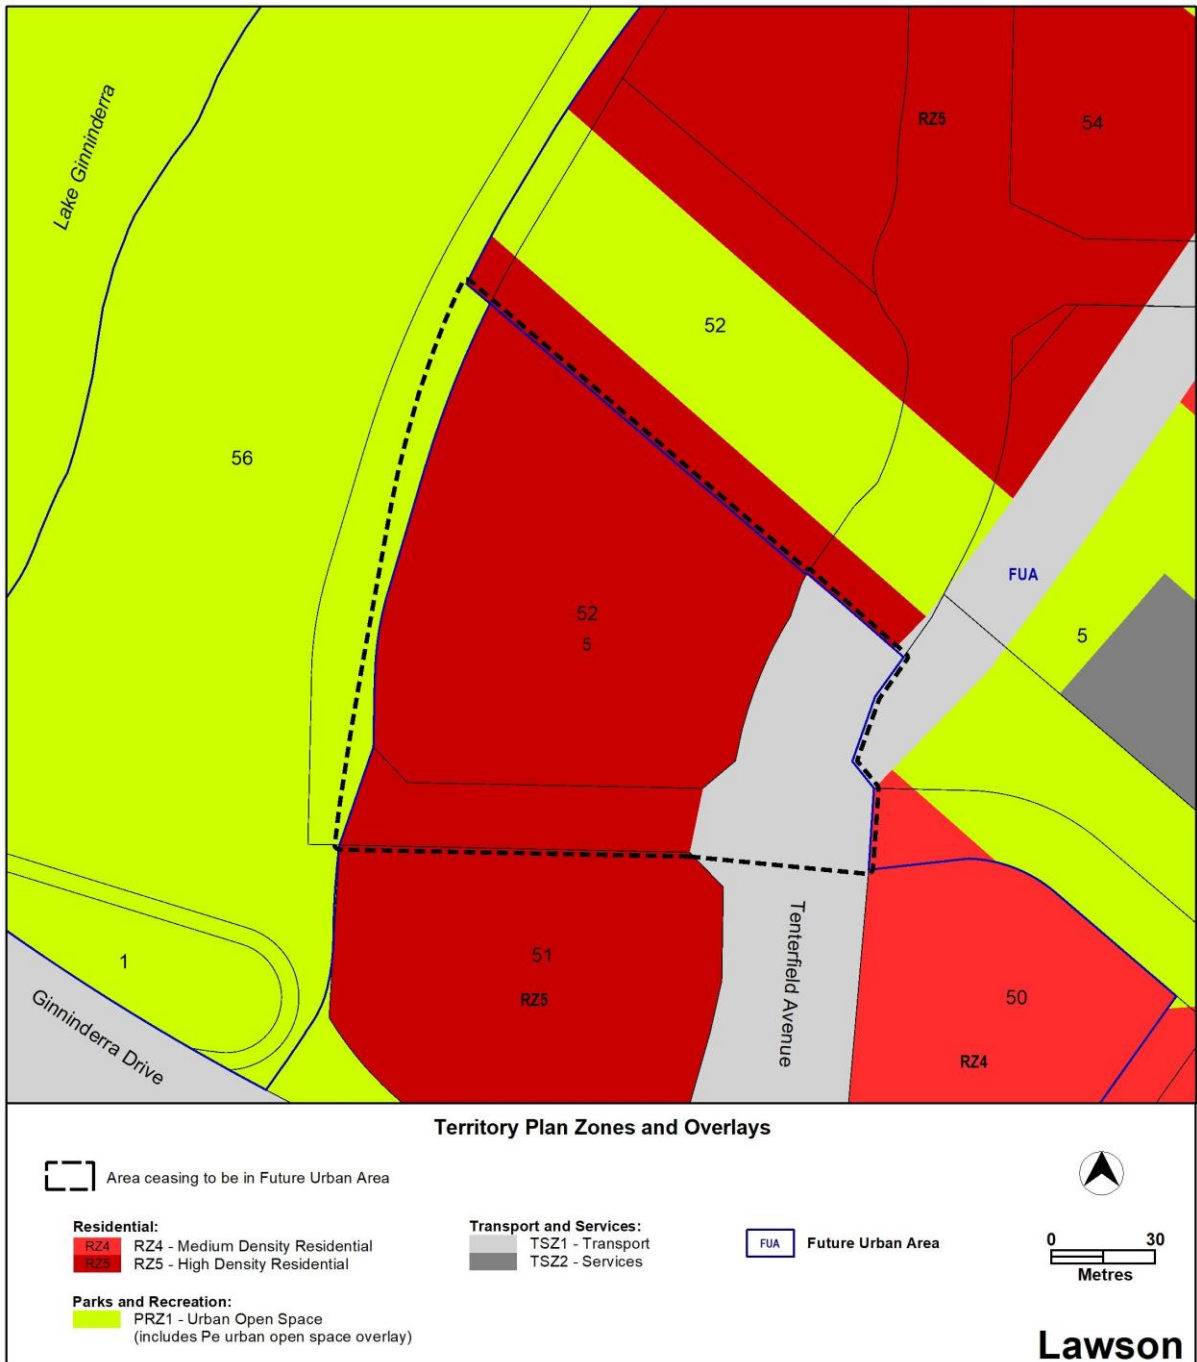 Lake Ginninderra
RZ5
54
52
56
FUA
52
5
5
1
51
RZ5
50
RZ4
Ginninderra Drive
Tenterfield Avenue
Territory Plan Zones and Overlays
Area ceasing to be in Future Urban Area
Residential:
RZ4 RZ4 - Medium Density Residential
RZ5 RZ5 - High Density Residential
Parks and Recreation:
PRZ1 - Urban Open Space
(includes Pe urban open space overlay)
Transport and Services:
TSZ1 - Transport
TSZ2 - Services
FUA Future Urban Area
0 30
Metres
Lawson